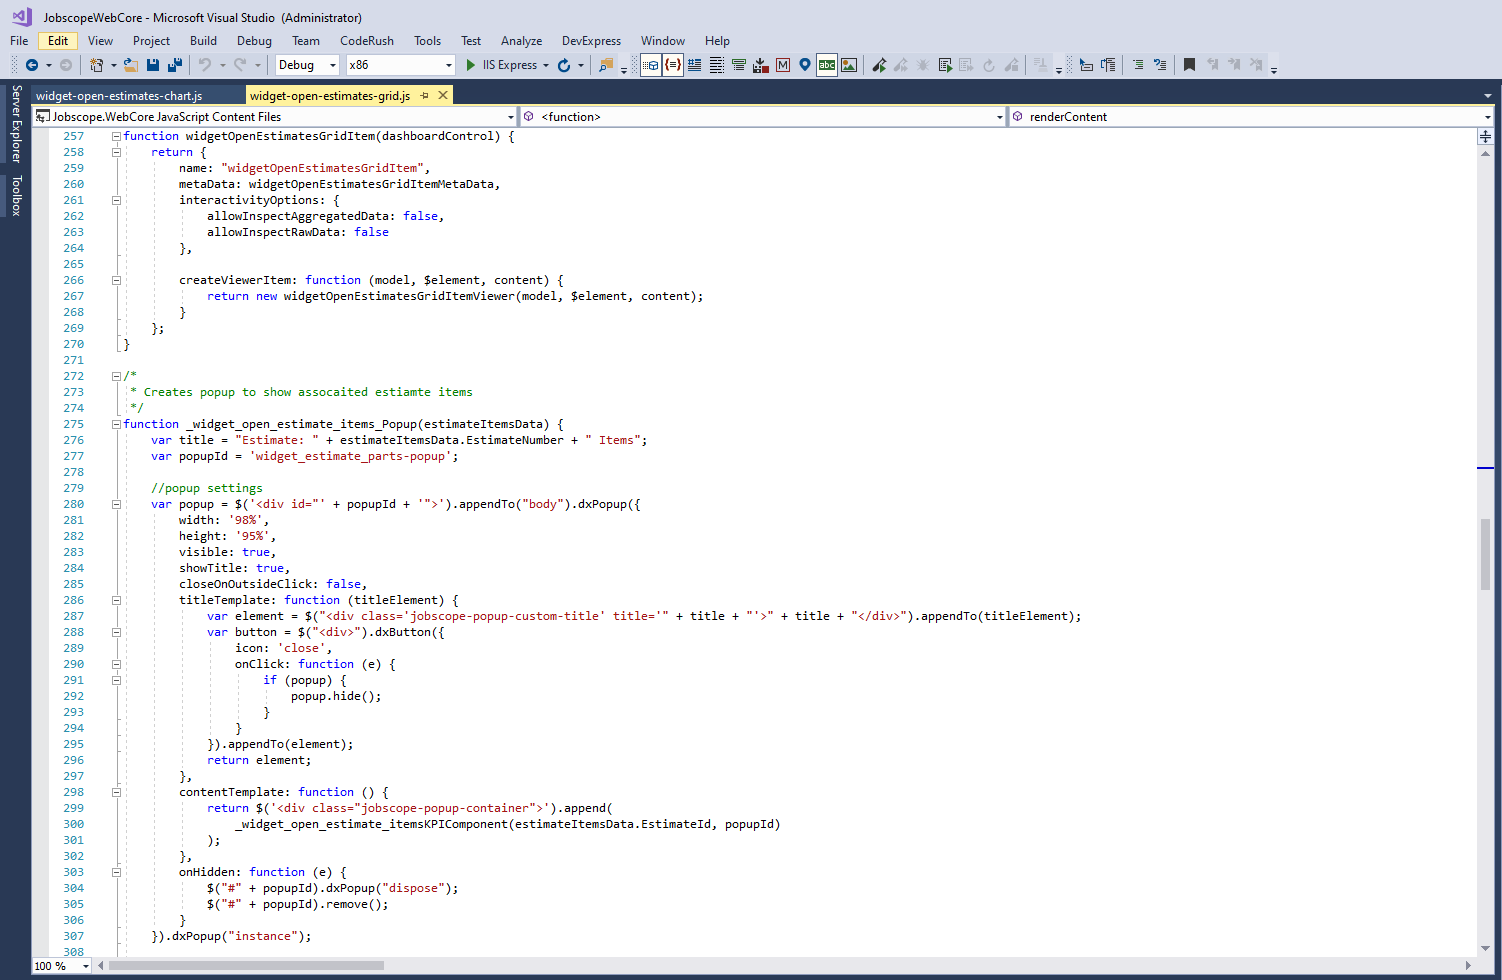 JobscopeWebCore - Microsoft Visual Studio  (Administrator)
File Edit View Project Build Debug Team CodeRush Tools Test Analyze DevExpress Window Help
Debug x86 IIS Express
Server Explorer
Toolbox
widget-open-estimates-chart.js widget-open-estimates-grid.js
Jobscope.WebCore JavaScript Content Files <function> renderContent
257 function widgetOpenEstimatesGridItem(dashboardControl) {
258     return {
259         name: "widgetOpenEstimatesGridItem",
260         metaData: widgetOpenEstimatesGridItemMetaData,
261         interactivityOptions: {
262             allowInspectAggregatedData: false,
263             allowInspectRawData: false
264         },
265
266         createViewerItem: function (model, $element, content) {
267             return new widgetOpenEstimatesGridItemViewer(model, $element, content);
268         }
269     };
270 }
271
272 /*
273  * Creates popup to show assocaited estiamte items
274  */
275 function _widget_open_estimate_items_Popup(estimateItemsData) {
276     var title = "Estimate: " + estimateItemsData.EstimateNumber + " Items";
277     var popupId = 'widget_estimate_parts-popup';
278
279     //popup settings
280     var popup = $('<div id="' + popupId + '">').appendTo("body").dxPopup({
281         width: '98%',
282         height: '95%',
283         visible: true,
284         showTitle: true,
285         closeOnOutsideClick: false,
286         titleTemplate: function (titleElement) {
287             var element = $("<div class='jobscope-popup-custom-title' title='" + title + "'>" + title + "</div>").appendTo(titleElement);
288             var button = $("<div>").dxButton({
289                 icon: 'close',
290                 onClick: function (e) {
291                     if (popup) {
292                         popup.hide();
293                     }
294                 }
295             }).appendTo(element);
296             return element;
297         },
298         contentTemplate: function () {
299             return $('<div class="jobscope-popup-container">').append(
300                 _widget_open_estimate_itemsKPIComponent(estimateItemsData.EstimateId, popupId)
301             );
302         },
303         onHidden: function (e) {
304             $("#" + popupId).dxPopup("dispose");
305             $("#" + popupId).remove();
306         }
307     }).dxPopup("instance");
308
100 %